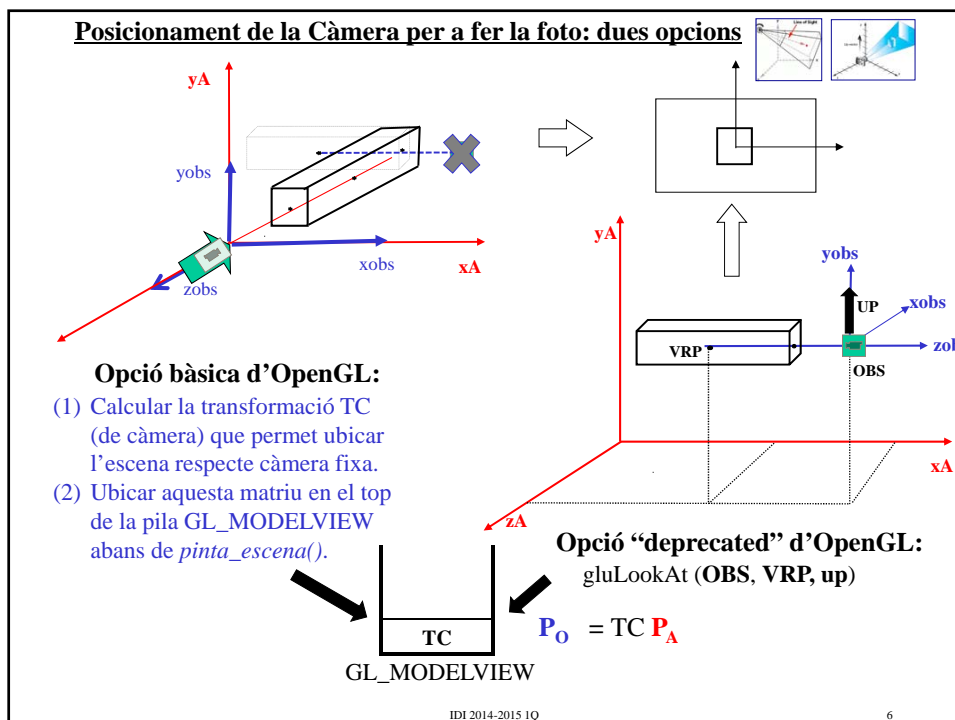 Posicionament de la Càmera per a fer la foto: dues opcions
yA
yobs
xobs
xA
zobs
yA
yobs
UP
xobs
VRP
zob
OBS
xA
zA
Opció bàsica d'OpenGL:
(1) Calcular la transformació TC
(de càmera) que permet ubicar
l'escena respecte càmera fixa.
(2) Ubicar aquesta matriu en el top
de la pila GL_MODELVIEW
abans de pinta_escena().
Opció “deprecated” d'OpenGL:
gluLookAt (OBS, VRP, up)
TC
P_O = TC P_A
GL_MODELVIEW
IDI 2014-2015 1Q
6